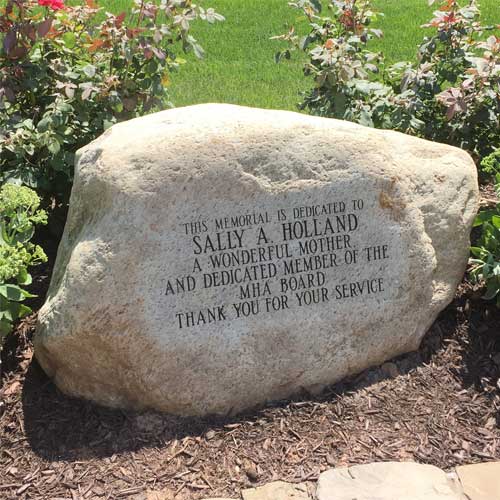 THIS MEMORIAL IS DEDICATED TO
SALLY A. HOLLAND
A WONDERFUL MOTHER
AND DEDICATED MEMBER OF THE
MHA BOARD
THANK YOU FOR YOUR SERVICE